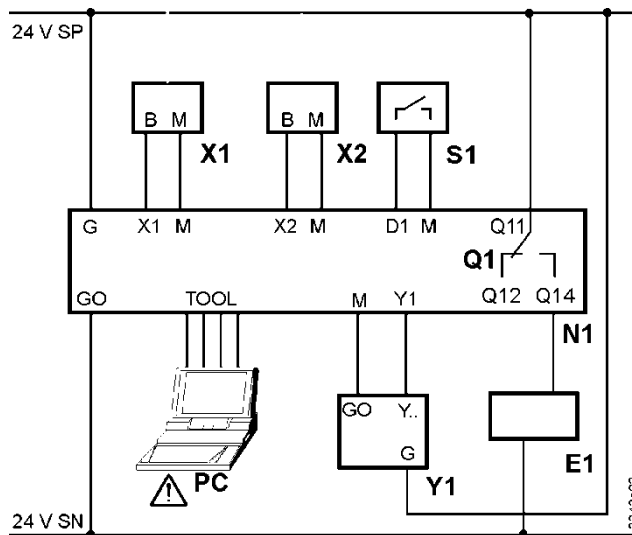 24 V SP
B M
B M
X1
X2
S1
G X1 M X2 M D1 M Q11
Q1
GO TOOL M Y1 Q12 Q14
N1
GO Y..
G
PC
Y1
E1
24 V SN